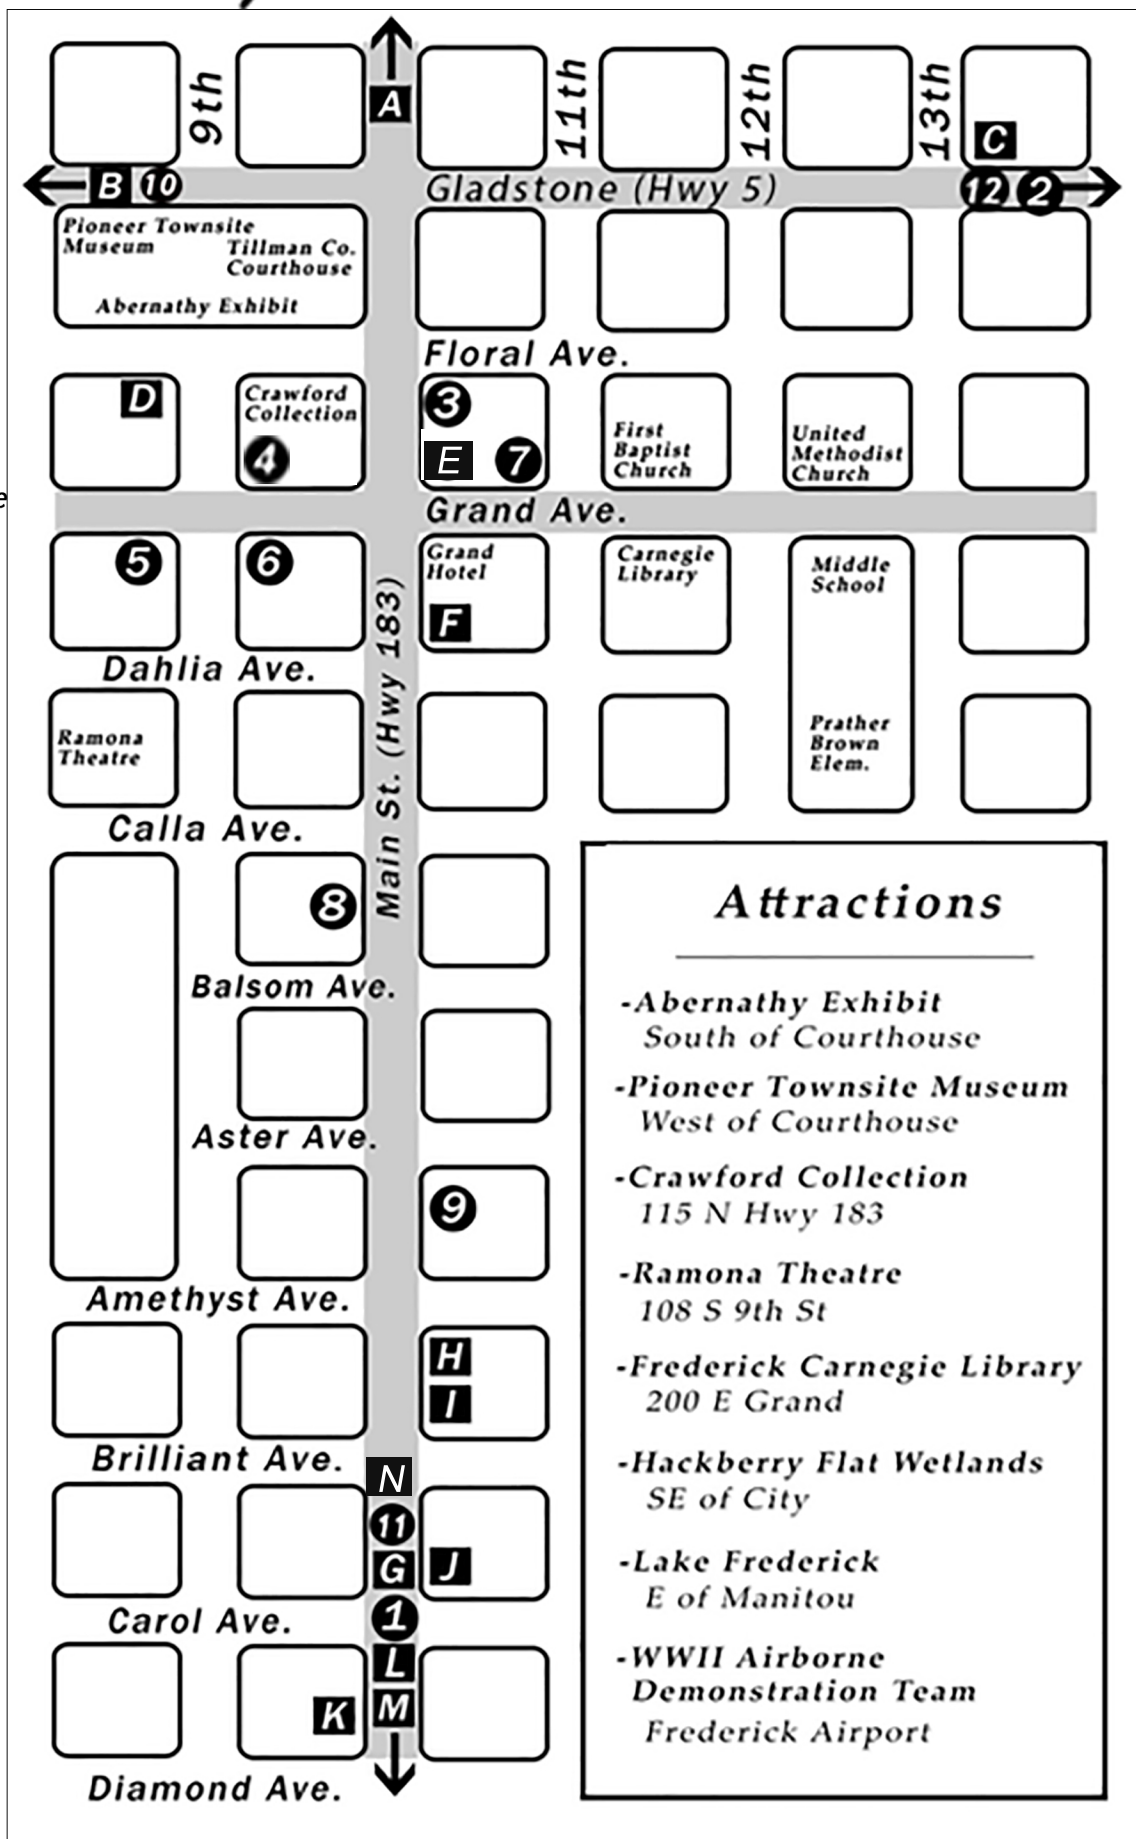 9th
11th
12th
13th
A
C
B 10
Gladstone (Hwy 5)
12 2
Pioneer Townsite
Museum
Tillman Co.
Courthouse
Abernathy Exhibit
Floral Ave.
D
Crawford
Collection
4
3
E 7
First
Baptist
Church
United
Methodist
Church
e
Grand Ave.
5
6
Grand
Hotel
F
Carnegie
Library
Middle
School
Prather
Brown
Elem.
Main St. (Hwy 183)
Dahlia Ave.
Ramona
Theatre
Calla Ave.
8
Balsom Ave.
Aster Ave.
9
Amethyst Ave.
H
I
Brilliant Ave.
N
11
G
J
1
Carol Ave.
L
M
K
Diamond Ave.
Attractions
-Abernathy Exhibit
South of Courthouse
-Pioneer Townsite Museum
West of Courthouse
-Crawford Collection
115 N Hwy 183
-Ramona Theatre
108 S 9th St
-Frederick Carnegie Library
200 E Grand
-Hackberry Flat Wetlands
SE of City
-Lake Frederick
E of Manitou
-WWII Airborne
Demonstration Team
Frederick Airport